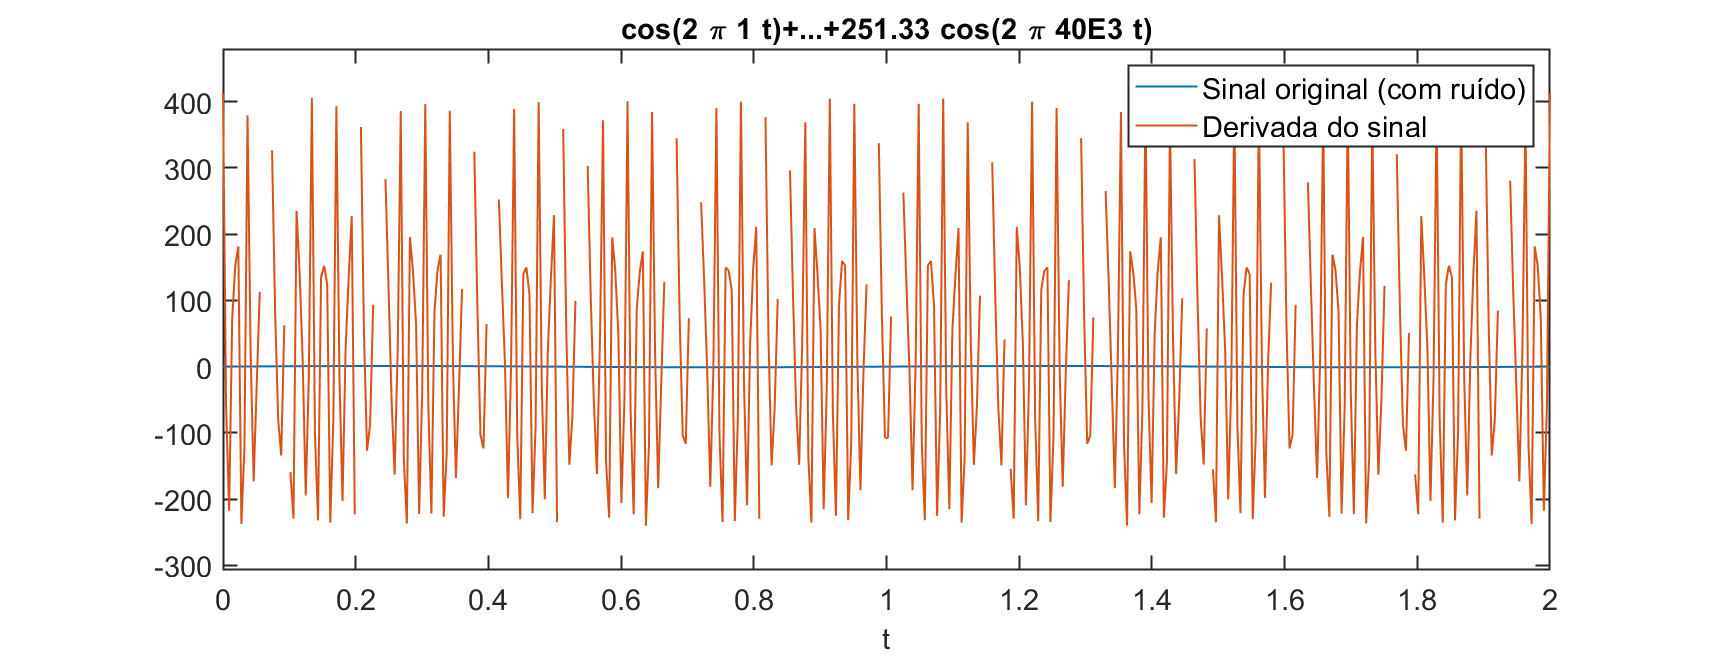 cos(2 π 1 t)+...+251.33 cos(2 π 40E3 t)
Sinal original (com ruído)
Derivada do sinal
400
300
200
100
0
-100
-200
-300
0 0.2 0.4 0.6 0.8 1 1.2 1.4 1.6 1.8 2
t